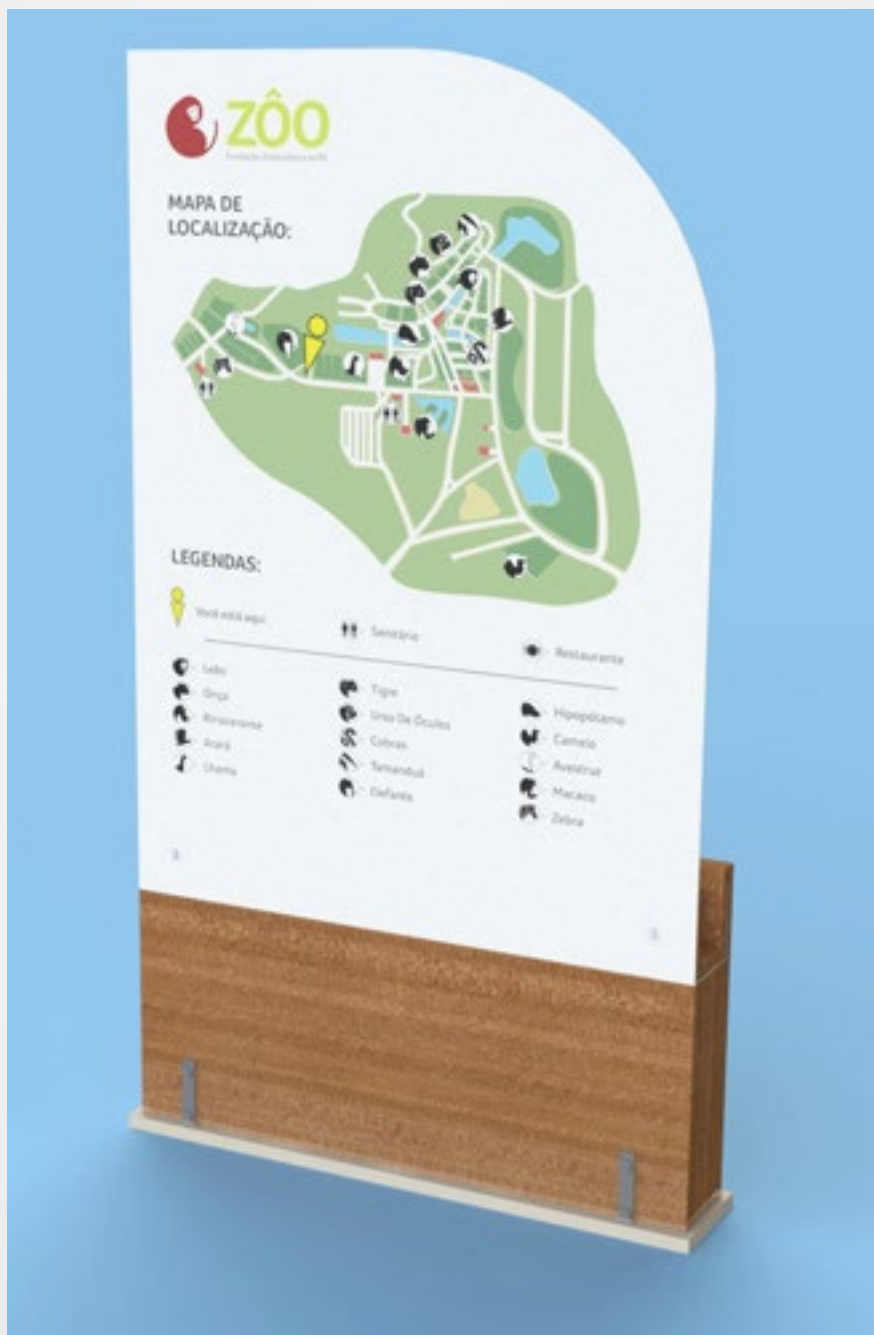 ZÔO
MAPA DE
LOCALIZAÇÃO:
LEGENDAS:
Você está aqui
Sanitário
Restaurante
Leão
Onça
Rinoceronte
Arara
Lhama
Tigre
Urso De Óculos
Cobras
Tamanduá
Elefante
Hipopótamo
Camelo
Avestruz
Macaco
Zebra